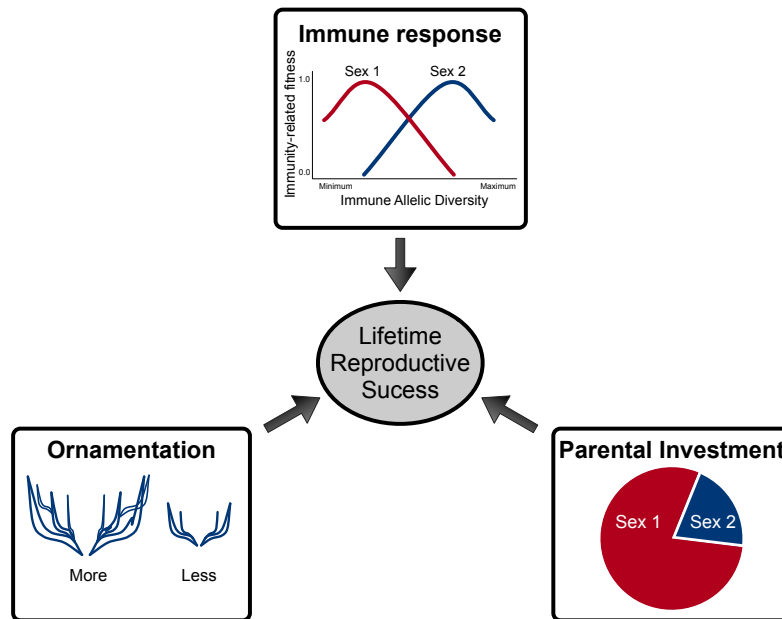 Immune response
Sex 1
Sex 2
Immunity-related fitness
1.0
0.0
Minimum
Maximum
Immune Allelic Diversity
Lifetime
Reproductive
Sucess
Ornamentation
More
Less
Parental Investment
Sex 1
Sex 2